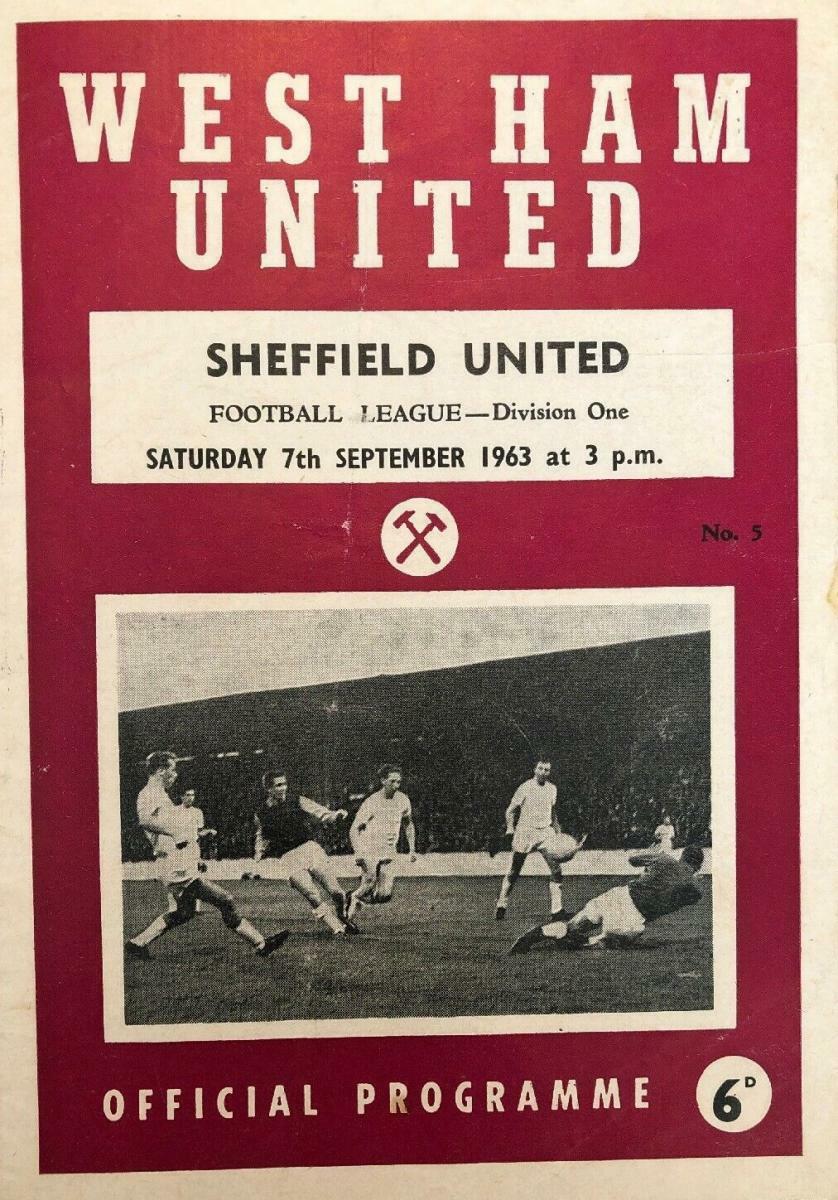 WEST HAM
UNITED
SHEFFIELD UNITED
FOOTBALL LEAGUE—Division One
SATURDAY 7th SEPTEMBER 1963 at 3 p.m.
No. 5
OFFICIAL PROGRAMME
6D